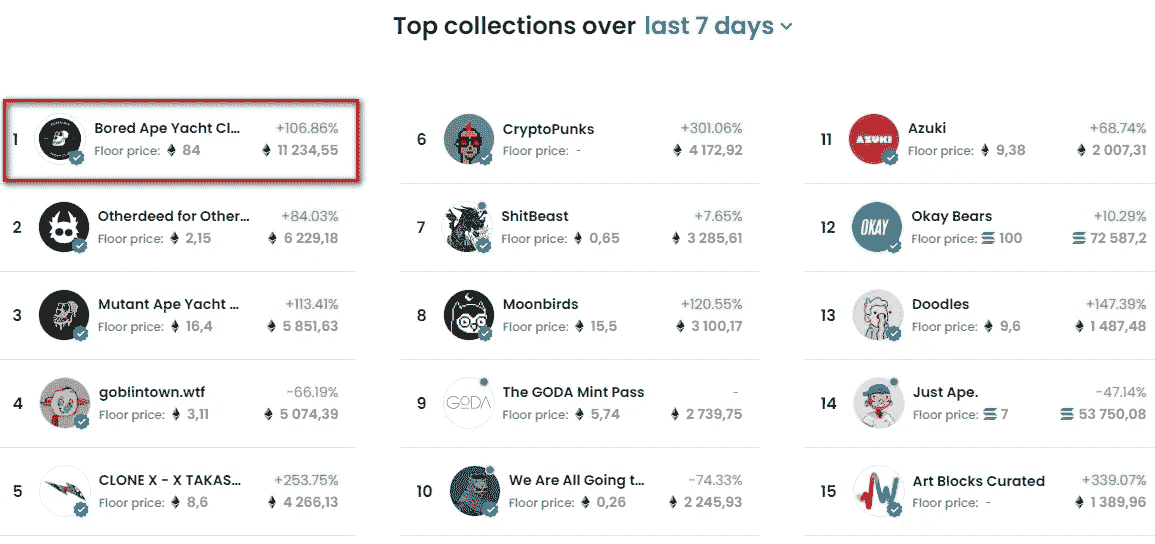 Top collections over last 7 days
1
Bored Ape Yacht Cl... +106.86%
Floor price: 84 11 234,55
2
Otherdeed for Other... +84.03%
Floor price: 2,15 6 229,18
3
Mutant Ape Yacht ... +113.41%
Floor price: 16,4 5 851,63
4
goblintown.wtf -66.19%
Floor price: 3,11 5 074,39
5
CLONE X - X TAKAS... +253.75%
Floor price: 8,6 4 266,13
6
CryptoPunks +301.06%
Floor price: - 4 172,92
7
ShitBeast +7.65%
Floor price: 0,65 3 285,61
8
Moonbirds +120.55%
Floor price: 15,5 3 100,17
9
GODA
The GODA Mint Pass -
Floor price: 5,74 2 739,75
10
We Are All Going t... -74.33%
Floor price: 0,26 2 245,93
11
AZUKI
Azuki +68.74%
Floor price: 9,38 2 007,31
12
OKAY
Okay Bears +10.29%
Floor price: 100 72 587,2
13
Doodles +147.39%
Floor price: 9,6 1 487,48
14
Just Ape. -47.14%
Floor price: 7 53 750,08
15
Art Blocks Curated +339.07%
Floor price: - 1 389,96